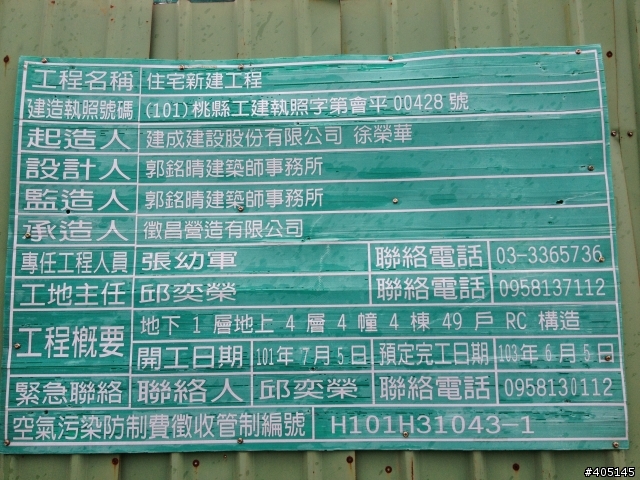 工程名稱 住宅新建工程
建造執照號碼 (101)桃縣工建執照字第會平00428號
起造人 建成建設股份有限公司 徐榮華
設計人 郭銘晴建築師事務所
監造人 郭銘晴建築師事務所
承造人 徵昌營造有限公司
專任工程人員 張幼軍 聯絡電話 03-3365736
工地主任 邱奕榮 聯絡電話 0958137112
工程概要 地下 1 層地上 4 層 4 幢 4 棟 49 戶 RC 構造
開工日期 101年 7月 5日 預定完工日期 103年 6月 5日
緊急聯絡 聯絡人 邱奕榮 聯絡電話 0958130112
空氣污染防制費徵收管制編號 H101H31043-1
#405145